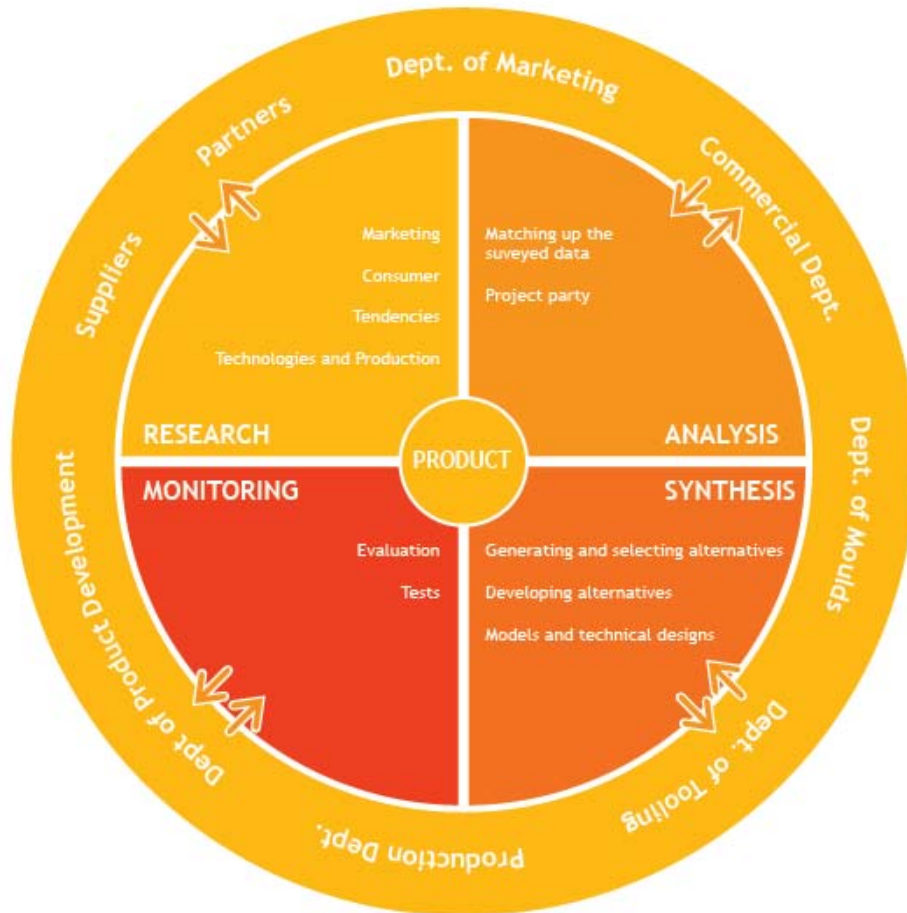 Dept. of Marketing
Commercial Dept.
Dept. of Moulds
Dept. of Tooling
Production Dept.
Dept of Product Development
Suppliers
Partners
Marketing
Consumer
Tendencies
Technologies and Production
RESEARCH
Matching up the
suveyed data
Project party
ANALYSIS
PRODUCT
MONITORING
Evaluation
Tests
SYNTHESIS
Generating and selecting alternatives
Developing alternatives
Models and technical designs